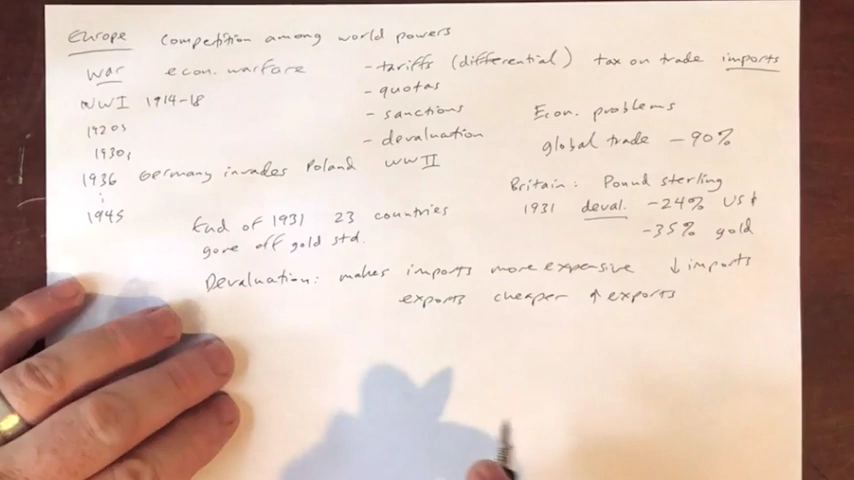 Europe Competition among world powers
war econ. warfare - tariffs (differential) tax on trade imports
WWI 1914-18 - quotas
1920s - sanctions Econ. problems
1930s - devaluation global trade -90%
1936 Germany invades Poland WWII
⋮ Britain: Pound sterling
1945 End of 1931 23 countries 1931 deval. -24% US$
gone off gold std. -35% gold
Devaluation: makes imports more expensive ↓ imports
exports cheaper ↑ exports